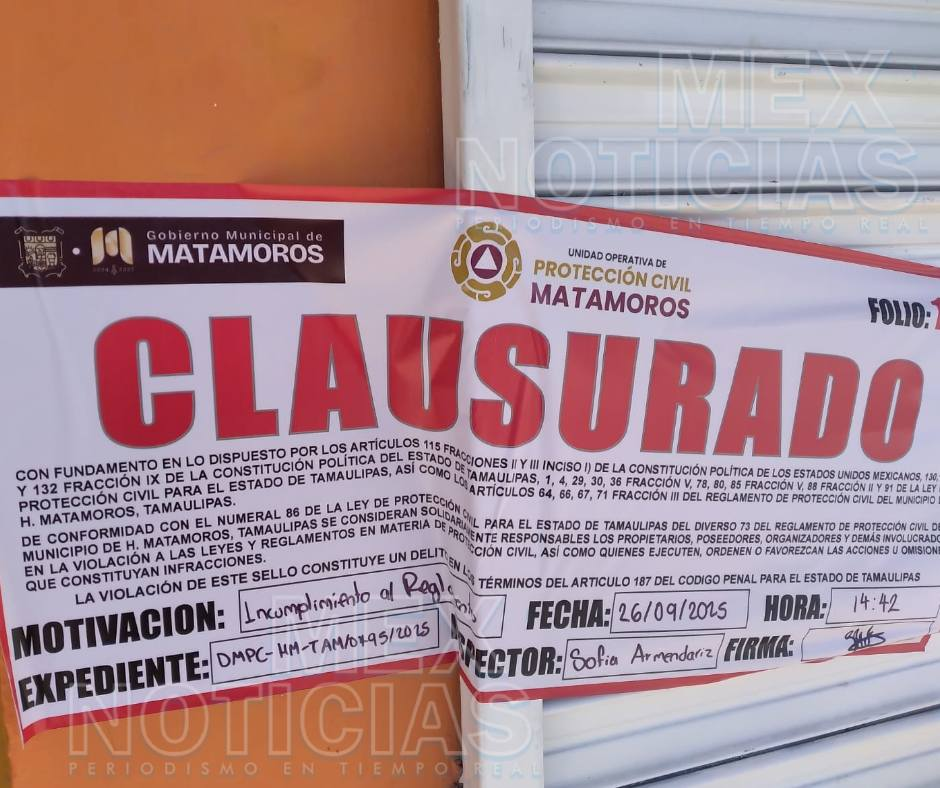 MEX
NOTICIAS
PERIODISMO EN TIEMPO REAL
Gobierno Municipal de
MATAMOROS
UNIDAD OPERATIVA DE
PROTECCIÓN CIVIL
MATAMOROS
FOLIO:
CLAUSURADO
CON FUNDAMENTO EN LO DISPUESTO POR LOS ARTÍCULOS 115 FRACCIONES II Y III (INCISO I) DE LA CONSTITUCIÓN POLÍTICA DE LOS ESTADOS UNIDOS MEXICANOS, 130,
Y 132 FRACCIÓN IX DE LA CONSTITUCIÓN POLÍTICA DEL ESTADO DE TAMAULIPAS, 1, 4, 29, 30, 36 FRACCIÓN V, 78, 80, 85 FRACCIÓN V, 88 FRACCIÓN II Y 91 DE LA LEY
PROTECCIÓN CIVIL PARA EL ESTADO DE TAMAULIPAS, ASÍ COMO LOS ARTÍCULOS 64, 66, 67, 71 FRACCIÓN III DEL REGLAMENTO DE PROTECCIÓN CIVIL DEL MUNICIPIO
H. MATAMOROS, TAMAULIPAS.
DE CONFORMIDAD CON EL NUMERAL 86 DE LA LEY DE PROTECCIÓN CIVIL PARA EL ESTADO DE TAMAULIPAS DEL DIVERSO 73 DEL REGLAMENTO DE PROTECCIÓN CIVIL DE
MUNICIPIO DE H. MATAMOROS, TAMAULIPAS SE CONSIDERAN SOLIDARIAMENTE RESPONSABLES LOS PROPIETARIOS, POSEEDORES, ORGANIZADORES Y DEMÁS INVOLUCRADO
EN LA VIOLACIÓN A LAS LEYES Y REGLAMENTOS EN MATERIA DE PROTECCIÓN CIVIL, ASÍ COMO QUIENES EJECUTEN, ORDENEN O FAVOREZCAN LAS ACCIONES U OMISIONE
QUE CONSTITUYAN INFRACCIONES.
LA VIOLACIÓN DE ESTE SELLO CONSTITUYE UN DELITO EN LOS TÉRMINOS DEL ARTICULO 187 DEL CODIGO PENAL PARA EL ESTADO DE TAMAULIPAS
MOTIVACION: Incumplimiento al Reglamento FECHA: 26/09/2025 HORA: 14:42
EXPEDIENTE: DMPC-HM-TAM/0495/2025 PECTOR: Sofia Armendariz FIRMA:
MEX
NOTICIAS
PERIODISMO EN TIEMPO REAL